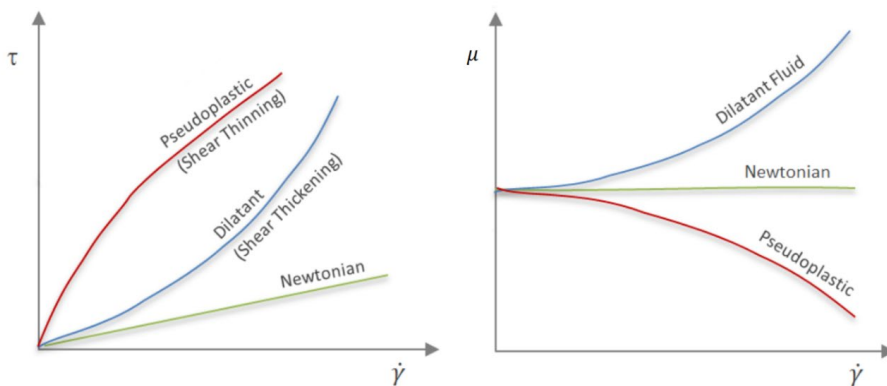 τ
Pseudoplastic
(Shear Thinning)
Dilatant
(Shear Thickening)
Newtonian
γ̇
μ
Dilatant Fluid
Newtonian
Pseudoplastic
γ̇